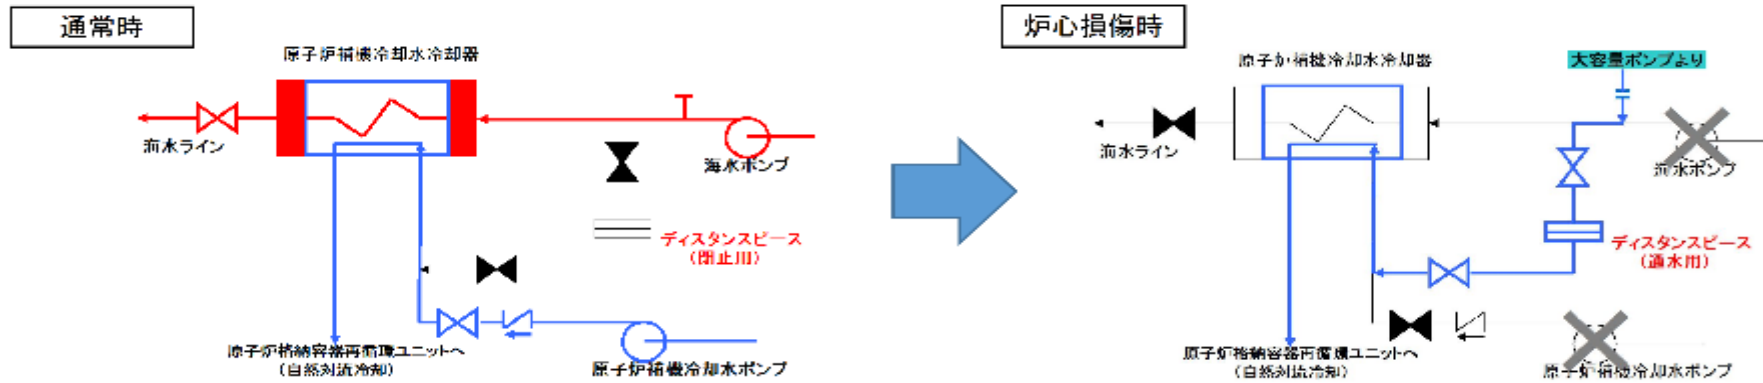 通常時
原子炉補機冷却水冷却器
海水ライン
海水ポンプ
ディスタンスピース
(閉止用)
原子炉格納容器再循環ユニットへ
(自然対流冷却)
原子炉補機冷却水ポンプ
炉心損傷時
原子炉補機冷却水冷却器
大容量ポンプより
海水ライン
海水ポンプ
ディスタンスピース
(通水用)
原子炉格納容器再循環ユニットへ
(自然対流冷却)
原子炉補機冷却水ポンプ